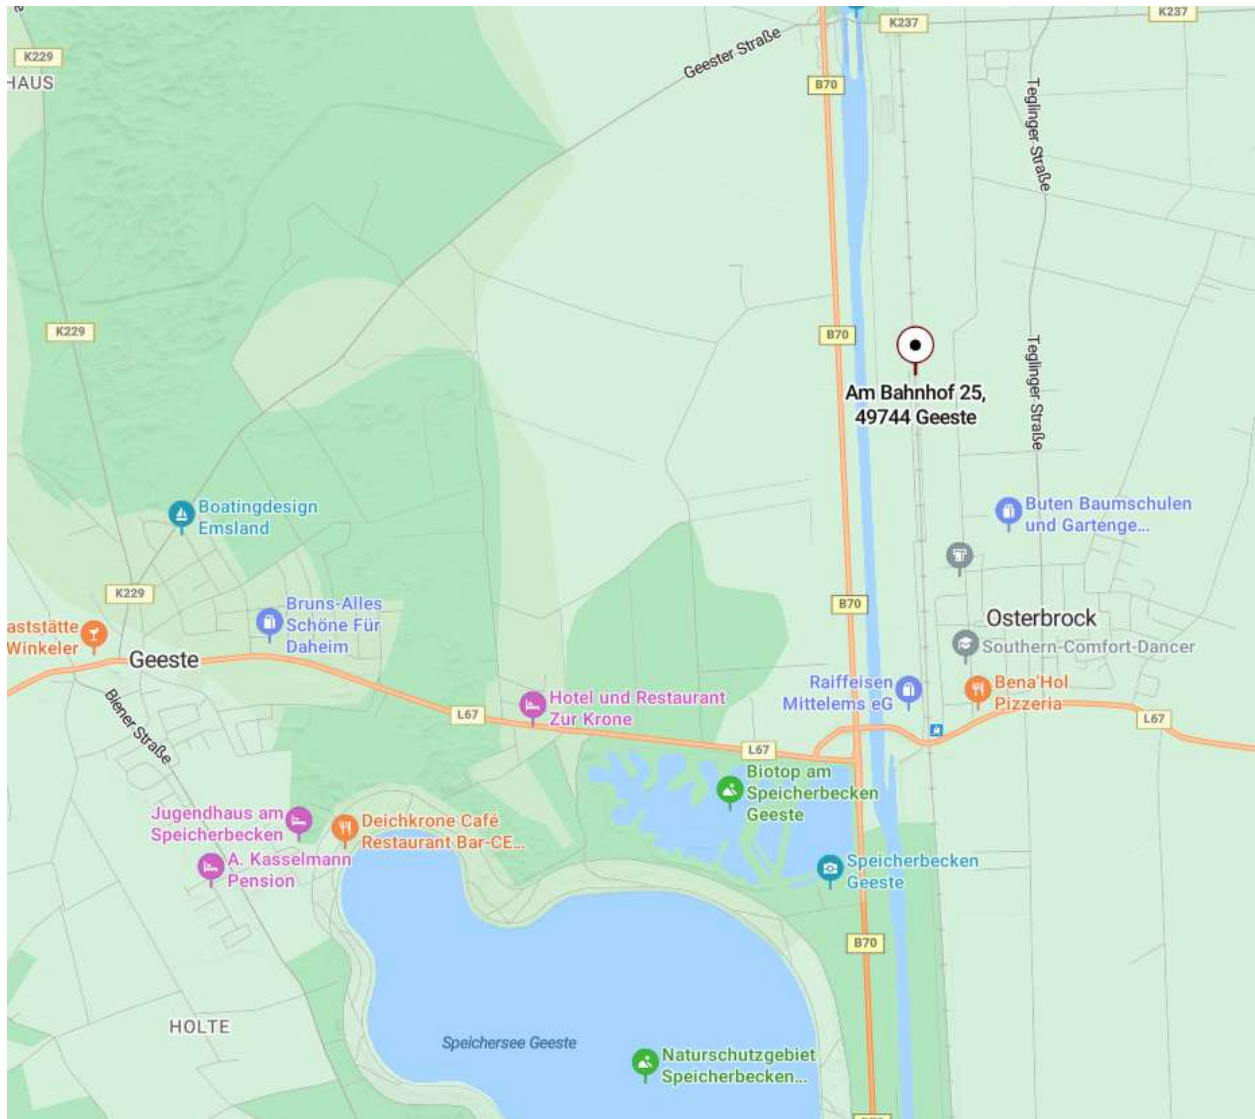 K237
K237
Geester Straße
K229
HAUS
B70
Teglinger Straße
K229
B70
Teglinger Straße
Am Bahnhof 25,
49744 Geeste
Boatingdesign
Emsland
Buten Baumschulen
und Gartenge...
K229
Bruns-Alles
Schöne Für
Daheim
B70
Osterbrock
aststätte
Winkeler
Geeste
Southern-Comfort-Dancer
Raiffeisen
Mittelems eG
Bena'Hol
Pizzeria
Biener Straße
Hotel und Restaurant
Zur Krone
L67
L67
L67
Biotop am
Speicherbecken
Geeste
Jugendhaus am
Speicherbecken
Deichkrone Café
Restaurant Bar-CE...
A. Kasselmann
Pension
Speicherbecken
Geeste
B70
HOLTE
Speichersee Geeste
Naturschutzgebiet
Speicherbecken...
B70